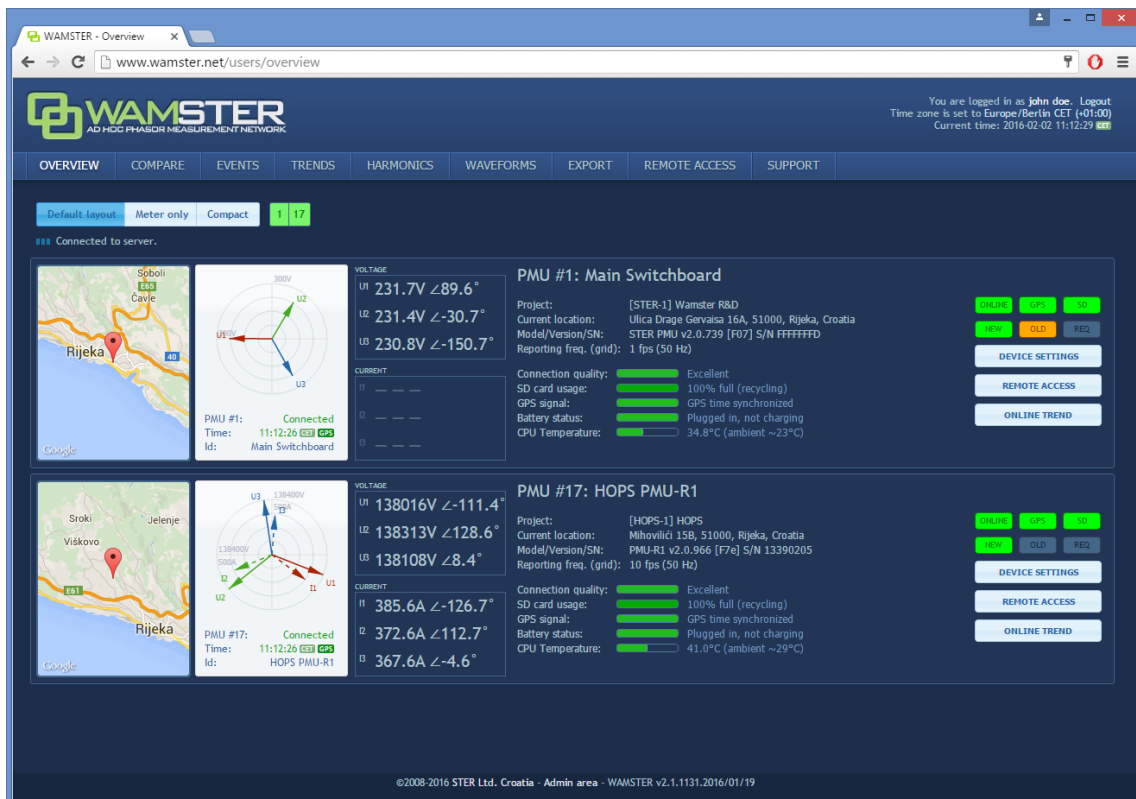 WAMSTER - Overview
www.wamster.net/users/overview
WAMSTER
AD HOC PHASOR MEASUREMENT NETWORK
You are logged in as john doe. Logout
Time zone is set to Europe/Berlin CET (+01:00)
Current time: 2016-02-02 11:12:29 CET
OVERVIEW COMPARE EVENTS TRENDS HARMONICS WAVEFORMS EXPORT REMOTE ACCESS SUPPORT
Default layout Meter only Compact 1 17
Connected to server.
Soboli
E65
Čavle
Rijeka
40
Google
300V
U2
U1
U3
PMU #1: Connected
Time: 11:12:26 CET GPS
Id: Main Switchboard
VOLTAGE
U1 231.7V ∠89.6°
U2 231.4V ∠-30.7°
U3 230.8V ∠-150.7°
CURRENT
I1 — — —
I2 — — —
I3 — — —
PMU #1: Main Switchboard
Project: [STER-1] Wamster R&D
Current location: Ulica Drage Gervaisa 16A, 51000, Rijeka, Croatia
Model/Version/SN: STER PMU v2.0.739 [F07] S/N FFFFFFFD
Reporting freq. (grid): 1 fps (50 Hz)
Connection quality: Excellent
SD card usage: 100% full (recycling)
GPS signal: GPS time synchronized
Battery status: Plugged in, not charging
CPU Temperature: 34.8°C (ambient ~23°C)
ONLINE GPS SD
NEW OLD REQ
DEVICE SETTINGS
REMOTE ACCESS
ONLINE TREND
Sroki
Jelenje
Viškovo
E61
Rijeka
Google
U3
138400V
500A
I3
138400V
500A
I2
U2
U1
I1
PMU #17: Connected
Time: 11:12:26 CET GPS
Id: HOPS PMU-R1
VOLTAGE
U1 138016V ∠-111.4°
U2 138313V ∠128.6°
U3 138108V ∠8.4°
CURRENT
I1 385.6A ∠-126.7°
I2 372.6A ∠112.7°
I3 367.6A ∠-4.6°
PMU #17: HOPS PMU-R1
Project: [HOPS-1] HOPS
Current location: Mihovilići 15B, 51000, Rijeka, Croatia
Model/Version/SN: PMU-R1 v2.0.966 [F7e] S/N 13390205
Reporting freq. (grid): 10 fps (50 Hz)
Connection quality: Excellent
SD card usage: 100% full (recycling)
GPS signal: GPS time synchronized
Battery status: Plugged in, not charging
CPU Temperature: 41.0°C (ambient ~29°C)
ONLINE GPS SD
NEW OLD REQ
DEVICE SETTINGS
REMOTE ACCESS
ONLINE TREND
©2008-2016 STER Ltd. Croatia - Admin area - WAMSTER v2.1.1131.2016/01/19